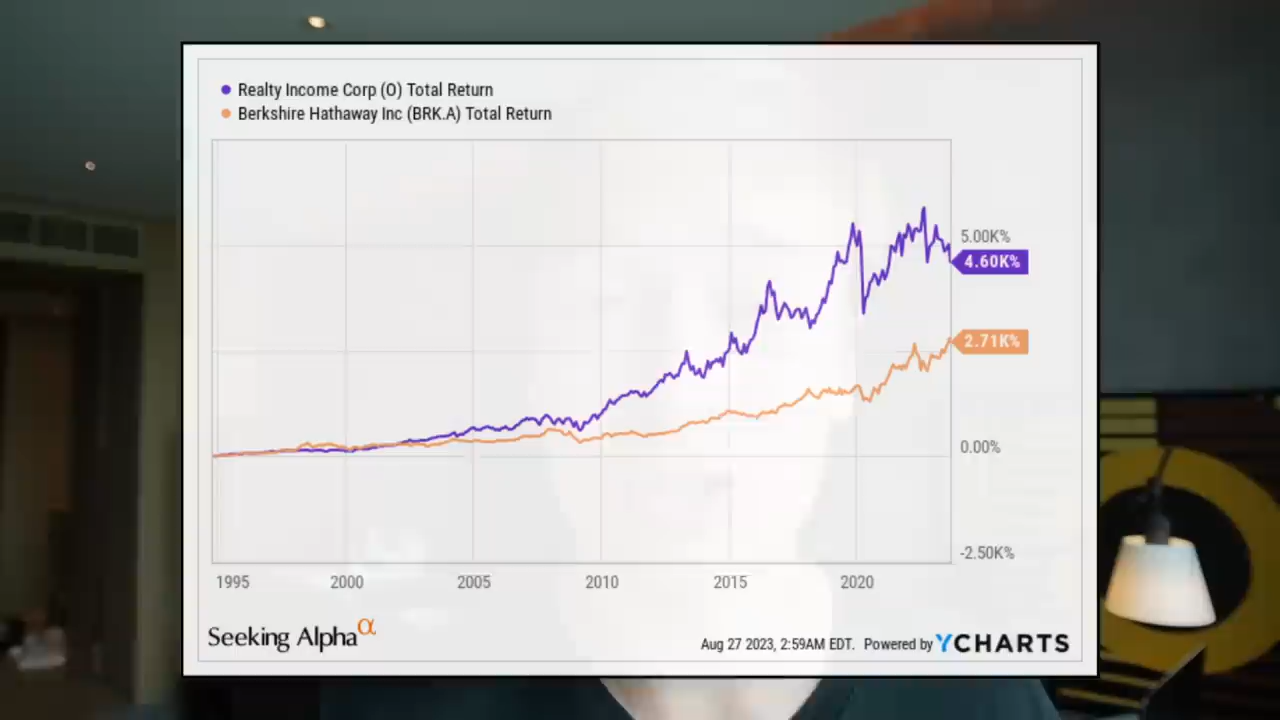 Realty Income Corp (O) Total Return
Berkshire Hathaway Inc (BRK.A) Total Return
5.00K%
4.60K%
2.71K%
0.00%
-2.50K%
1995 2000 2005 2010 2015 2020
Seeking Alphaα
Aug 27 2023, 2:59AM EDT. Powered by YCHARTS